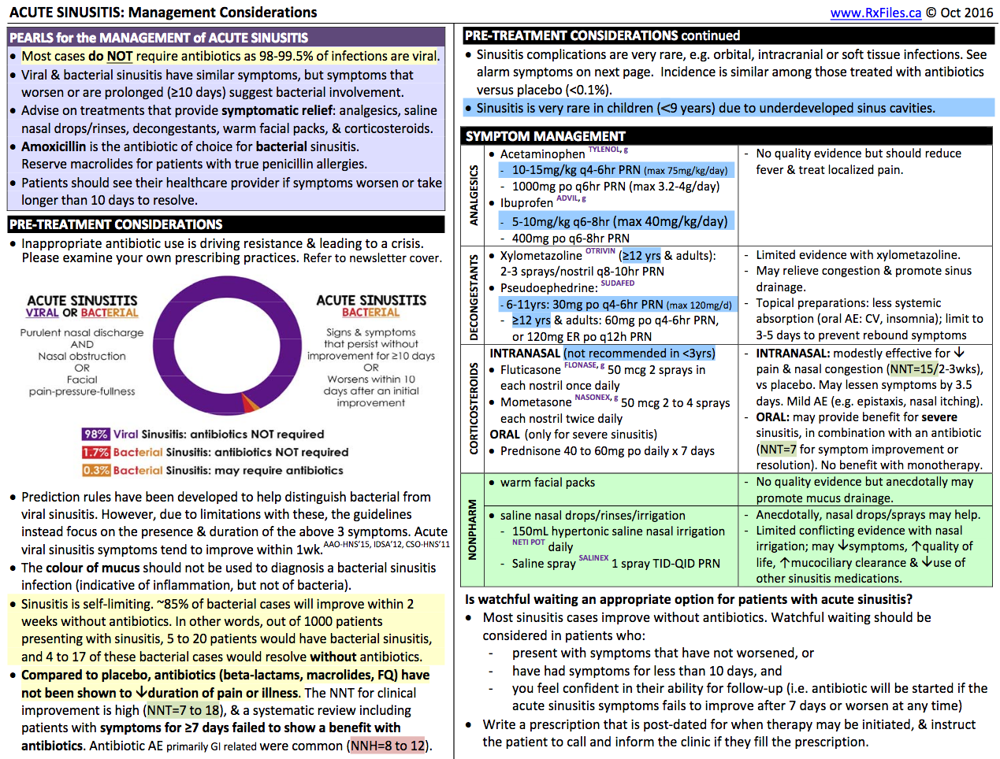 ACUTE SINUSITIS: Management Considerations
www.RxFiles.ca © Oct 2016
PEARLS for the MANAGEMENT of ACUTE SINUSITIS
• Most cases do NOT require antibiotics as 98-99.5% of infections are viral.
• Viral & bacterial sinusitis have similar symptoms, but symptoms that
worsen or are prolonged (≥10 days) suggest bacterial involvement.
• Advise on treatments that provide symptomatic relief: analgesics, saline
nasal drops/rinses, decongestants, warm facial packs, & corticosteroids.
• Amoxicillin is the antibiotic of choice for bacterial sinusitis.
Reserve macrolides for patients with true penicillin allergies.
• Patients should see their healthcare provider if symptoms worsen or take
longer than 10 days to resolve.
PRE-TREATMENT CONSIDERATIONS
• Inappropriate antibiotic use is driving resistance & leading to a crisis.
Please examine your own prescribing practices. Refer to newsletter cover.
ACUTE SINUSITIS
VIRAL OR BACTERIAL
Purulent nasal discharge
AND
Nasal obstruction
OR
Facial
pain-pressure-fullness
ACUTE SINUSITIS
BACTERIAL
Signs & symptoms
that persist without
improvement for ≥10 days
OR
Worsens within 10
days after an initial
improvement
98% Viral Sinusitis: antibiotics NOT required
1.7% Bacterial Sinusitis: antibiotics NOT required
0.3% Bacterial Sinusitis: may require antibiotics
• Prediction rules have been developed to help distinguish bacterial from
viral sinusitis. However, due to limitations with these, the guidelines
instead focus on the presence & duration of the above 3 symptoms. Acute
viral sinusitis symptoms tend to improve within 1wk. AAO-HNS'15, IDSA'12, CSO-HNS'11
• The colour of mucus should not be used to diagnosis a bacterial sinusitis
infection (indicative of inflammation, but not of bacteria).
• Sinusitis is self-limiting. ~85% of bacterial cases will improve within 2
weeks without antibiotics. In other words, out of 1000 patients
presenting with sinusitis, 5 to 20 patients would have bacterial sinusitis,
and 4 to 17 of these bacterial cases would resolve without antibiotics.
• Compared to placebo, antibiotics (beta-lactams, macrolides, FQ) have
not been shown to ↓duration of pain or illness. The NNT for clinical
improvement is high (NNT=7 to 18), & a systematic review including
patients with symptoms for ≥7 days failed to show a benefit with
antibiotics. Antibiotic AE primarily GI related were common (NNH=8 to 12).
PRE-TREATMENT CONSIDERATIONS continued
• Sinusitis complications are very rare, e.g. orbital, intracranial or soft tissue infections. See
alarm symptoms on next page. Incidence is similar among those treated with antibiotics
versus placebo (<0.1%).
• Sinusitis is very rare in children (<9 years) due to underdeveloped sinus cavities.
SYMPTOM MANAGEMENT
ANALGESICS
• Acetaminophen TYLENOL, g
- 10-15mg/kg q4-6hr PRN (max 75mg/kg/day)
- 1000mg po q6hr PRN (max 3.2-4g/day)
• Ibuprofen ADVIL, g
- 5-10mg/kg q6-8hr (max 40mg/kg/day)
- 400mg po q6-8hr PRN
- No quality evidence but should reduce
fever & treat localized pain.
DECONGESTANTS
• Xylometazoline OTRIVIN (≥12 yrs & adults):
2-3 sprays/nostril q8-10hr PRN
• Pseudoephedrine: SUDAFED
- 6-11yrs: 30mg po q4-6hr PRN (max 120mg/d)
- ≥12 yrs & adults: 60mg po q4-6hr PRN,
or 120mg ER po q12h PRN
- Limited evidence with xylometazoline.
- May relieve congestion & promote sinus
drainage.
- Topical preparations: less systemic
absorption (oral AE: CV, insomnia); limit to
3-5 days to prevent rebound symptoms
CORTICOSTEROIDS
INTRANASAL (not recommended in <3yrs)
• Fluticasone FLONASE, g 50 mcg 2 sprays in
each nostril once daily
• Mometasone NASONEX, g 50 mcg 2 to 4 sprays
each nostril twice daily
ORAL (only for severe sinusitis)
• Prednisone 40 to 60mg po daily x 7 days
- INTRANASAL: modestly effective for ↓
pain & nasal congestion (NNT=15/2-3wks),
vs placebo. May lessen symptoms by 3.5
days. Mild AE (e.g. epistaxis, nasal itching).
- ORAL: may provide benefit for severe
sinusitis, in combination with an antibiotic
(NNT=7 for symptom improvement or
resolution). No benefit with monotherapy.
NONPHARM
• warm facial packs
- No quality evidence but anecdotally may
promote mucus drainage.
• saline nasal drops/rinses/irrigation
- 150mL hypertonic saline nasal irrigation
NETI POT daily
- Saline spray SALINEX 1 spray TID-QID PRN
- Anecdotally, nasal drops/sprays may help.
- Limited conflicting evidence with nasal
irrigation; may ↓symptoms, ↑quality of
life, ↑mucociliary clearance & ↓use of
other sinusitis medications.
Is watchful waiting an appropriate option for patients with acute sinusitis?
• Most sinusitis cases improve without antibiotics. Watchful waiting should be
considered in patients who:
- present with symptoms that have not worsened, or
- have had symptoms for less than 10 days, and
- you feel confident in their ability for follow-up (i.e. antibiotic will be started if the
acute sinusitis symptoms fails to improve after 7 days or worsen at any time)
• Write a prescription that is post-dated for when therapy may be initiated, & instruct
the patient to call and inform the clinic if they fill the prescription.